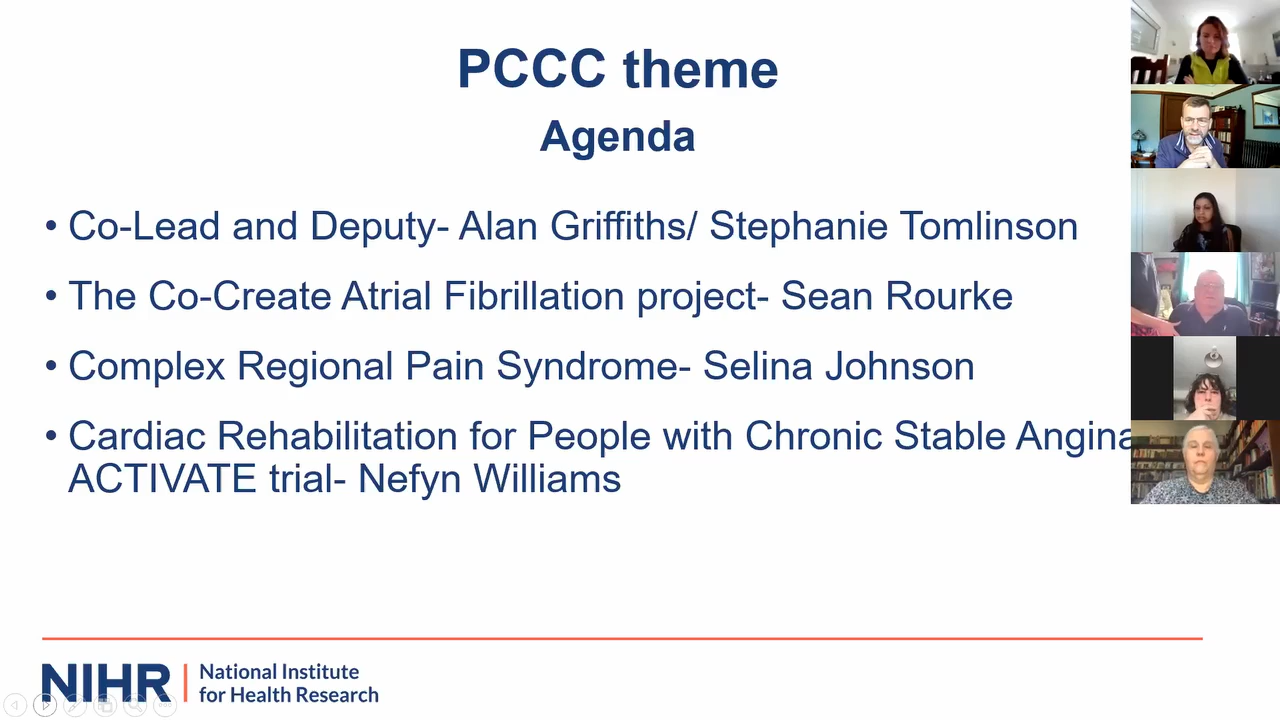 PCCC theme
Agenda
• Co-Lead and Deputy- Alan Griffiths/ Stephanie Tomlinson
• The Co-Create Atrial Fibrillation project- Sean Rourke
• Complex Regional Pain Syndrome- Selina Johnson
• Cardiac Rehabilitation for People with Chronic Stable Angina
ACTIVATE trial- Nefyn Williams
NIHR | National Institute
for Health Research